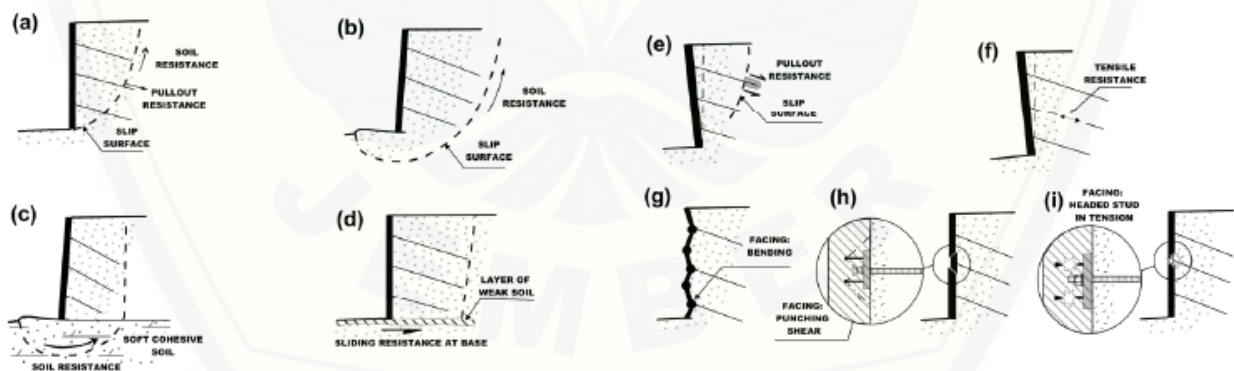 (a)
SOIL
RESISTANCE
PULLOUT
RESISTANCE
SLIP
SURFACE
(b)
SOIL
RESISTANCE
SLIP
SURFACE
(e)
PULLOUT
RESISTANCE
SLIP
SURFACE
(f)
TENSILE
RESISTANCE
(c)
SOFT COHESIVE
SOIL
SOIL RESISTANCE
(d)
LAYER OF
WEAK SOIL
SLIDING RESISTANCE AT BASE
(g)
FACING:
BENDING
(h)
FACING:
PUNCHING
SHEAR
(i)
FACING:
HEADED STUD
IN TENSION
JEMBER